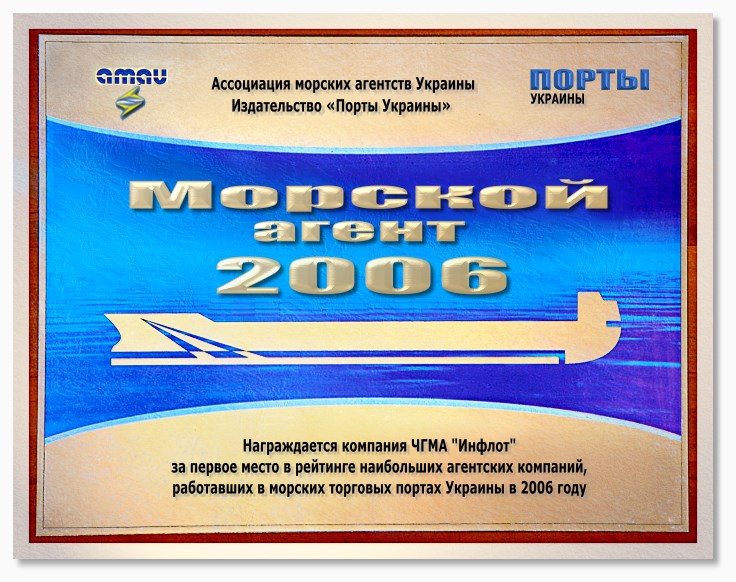 amau
Ассоциация морских агентств Украины
Издательство «Порты Украины»
ПОРТЫ
УКРАИНЫ
Морской
агент
2006
Награждается компания ЧГМА "Инфлот"
за первое место в рейтинге наибольших агентских компаний,
работавших в морских торговых портах Украины в 2006 году